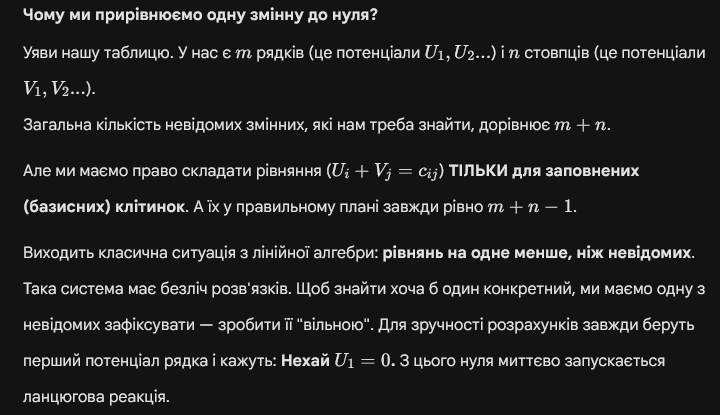 Чому ми прирівнюємо одну змінну до нуля?
Уяви нашу таблицю. У нас є m рядків (це потенціали U₁, U₂...) і n стовпців (це потенціали
V₁, V₂...).
Загальна кількість невідомих змінних, які нам треба знайти, дорівнює m + n.
Але ми маємо право складати рівняння (Uᵢ + Vⱼ = cᵢⱼ) ТІЛЬКИ для заповнених
(базисних) клітинок. А їх у правильному плані завжди рівно m + n − 1.
Виходить класична ситуація з лінійної алгебри: рівнянь на одне менше, ніж невідомих.
Така система має безліч розв'язків. Щоб знайти хоча б один конкретний, ми маємо одну з
невідомих зафіксувати — зробити її "вільною". Для зручності розрахунків завжди беруть
перший потенціал рядка і кажуть: Нехай U₁ = 0. З цього нуля миттєво запускається
ланцюгова реакція.